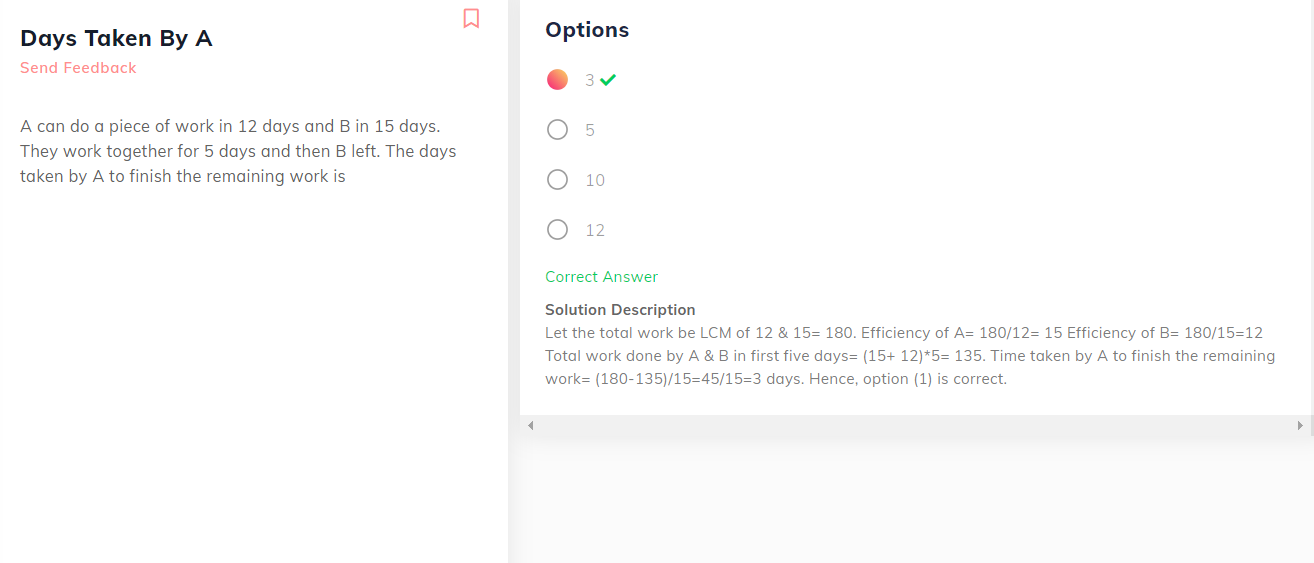 Days Taken By A
Send Feedback
A can do a piece of work in 12 days and B in 15 days.
They work together for 5 days and then B left. The days
taken by A to finish the remaining work is
Options
3
5
10
12
Correct Answer
Solution Description
Let the total work be LCM of 12 & 15= 180. Efficiency of A= 180/12= 15 Efficiency of B= 180/15=12
Total work done by A & B in first five days= (15+ 12)*5= 135. Time taken by A to finish the remaining
work= (180-135)/15=45/15=3 days. Hence, option (1) is correct.